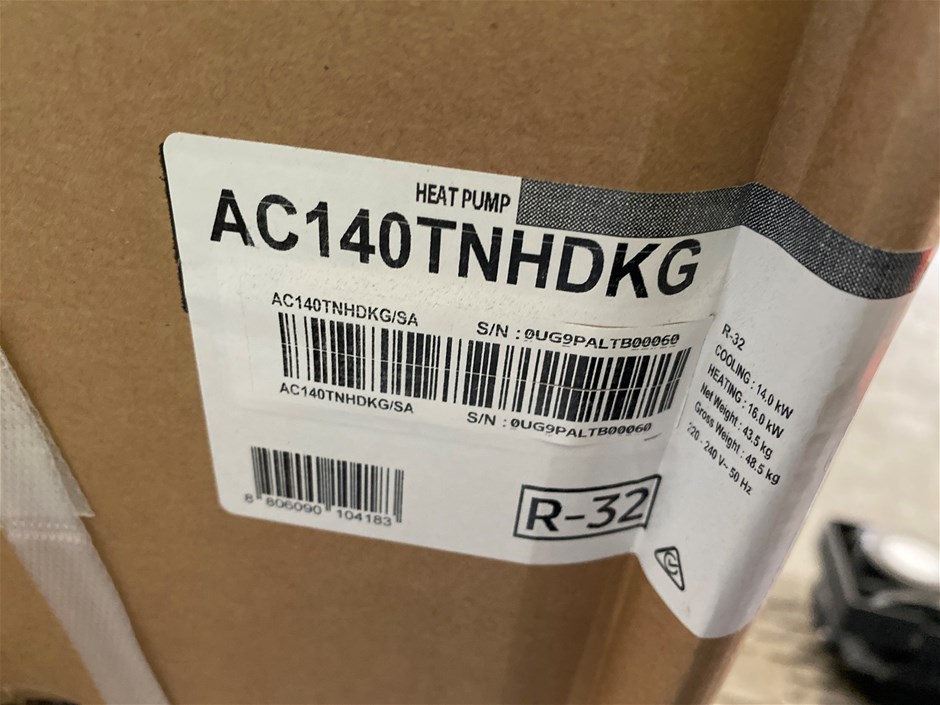 HEAT PUMP
AC140TNHDKG
AC140TNHDKG/SA
S/N : 0UG9PALTB00060
AC140TNHDKG/SA
S/N : 0UG9PALTB00060
8 806090 104183
R-32
R-32
COOLING : 14.0 kW
HEATING : 16.0 kW
Net Weight : 43.5 kg
Gross Weight : 48.5 kg
220 - 240 V~ 50 Hz